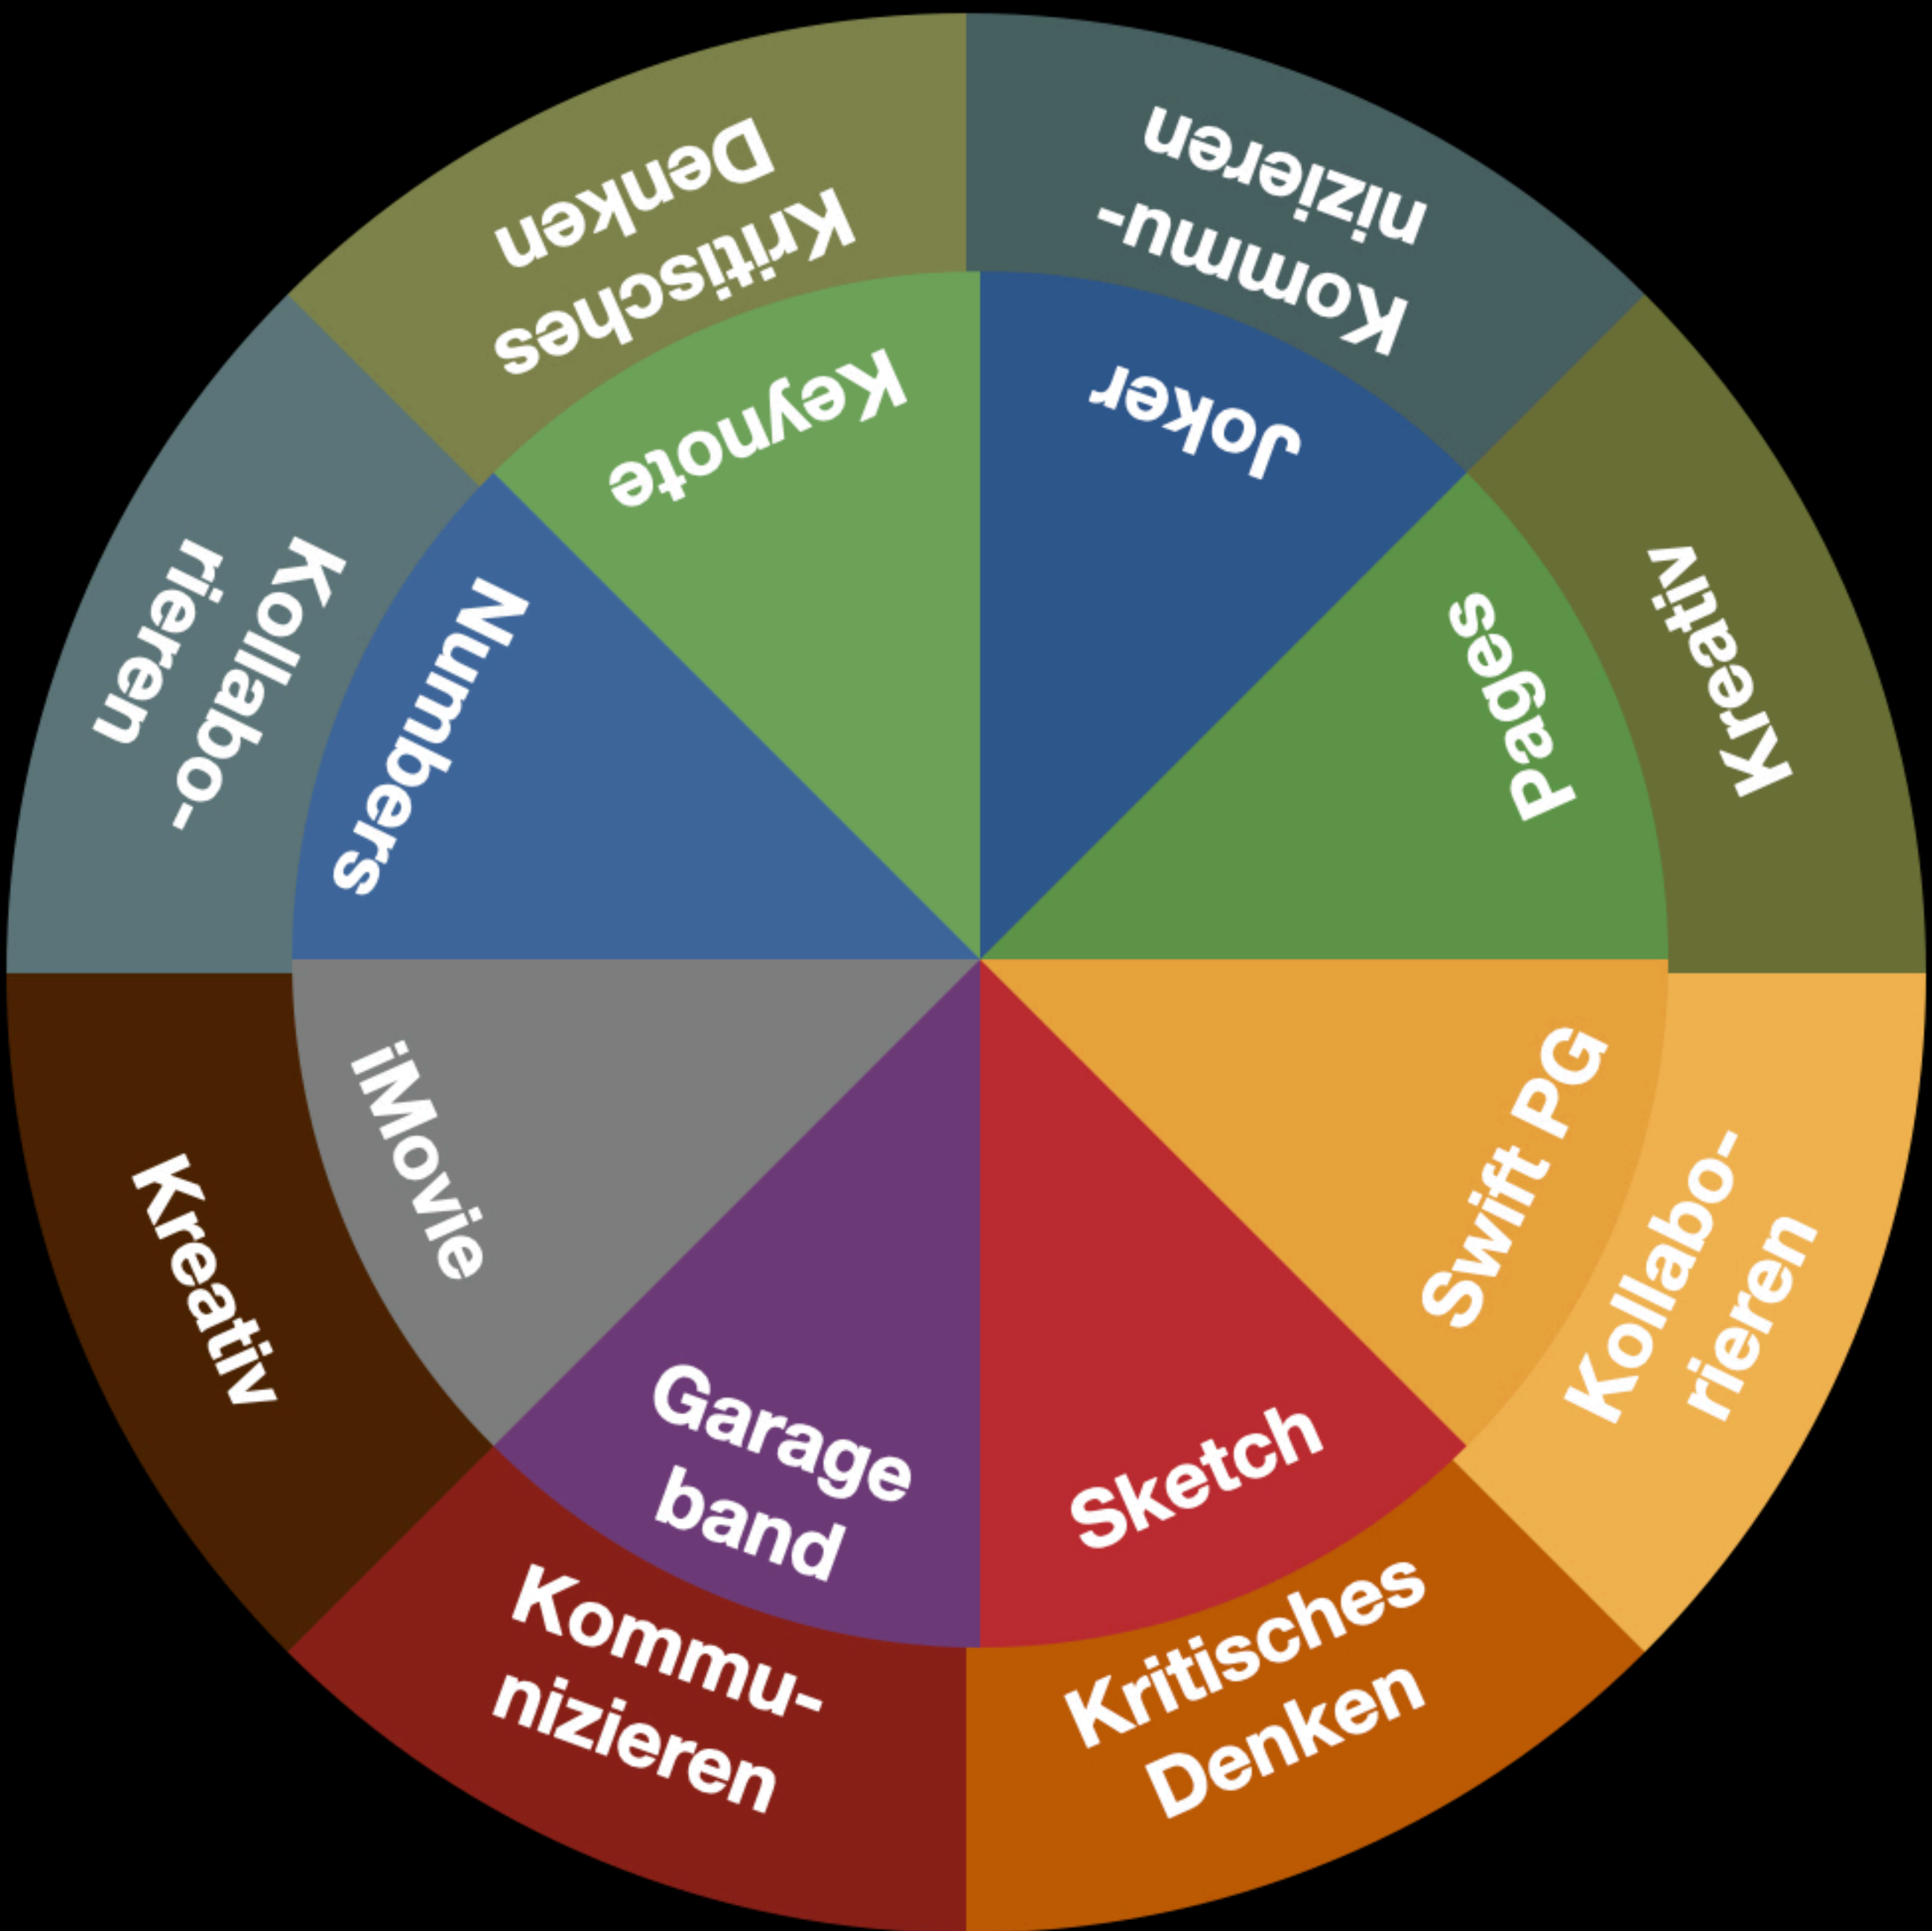 Kommu-
nizieren
Joker
Kreativ
Pages
Kollabo-
rieren
Swift PG
Kritisches
Denken
Sketch
Kommu-
nizieren
Garage
band
Kreativ
iMovie
Kollabo-
rieren
Numbers
Kritisches
Denken
Keynote